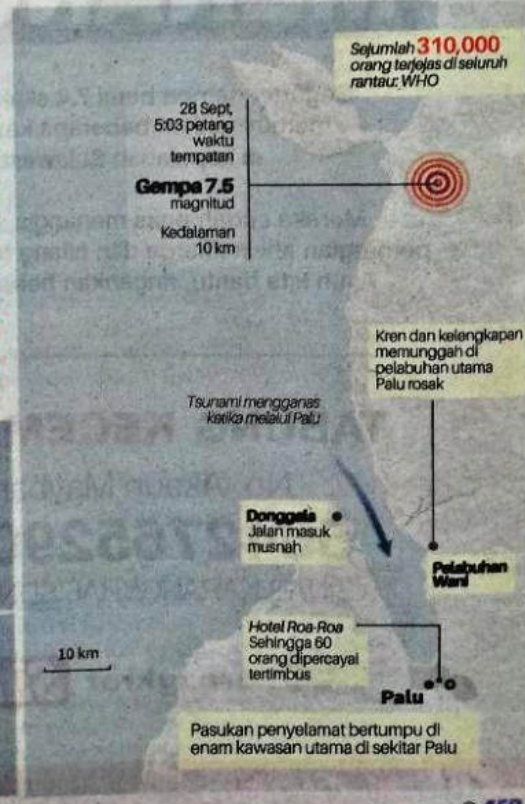 Sejumlah 310,000
orang terjejas di seluruh
rantau: WHO
28 Sept,
5:03 petang
waktu
tempatan
Gempa 7.5
magnitud
Kedalaman
10 km
Kren dan kelengkapan
memunggah di
pelabuhan utama
Palu rosak
Tsunami mengganas
ketika melalui Palu
Donggala
Jalan masuk
musnah
Pelabuhan
Wani
Hotel Roa-Roa
Sehingga 60
orang dipercayai
tertimbus
10 km
Palu
Pasukan penyelamat bertumpu di
enam kawasan utama di sekitar Palu